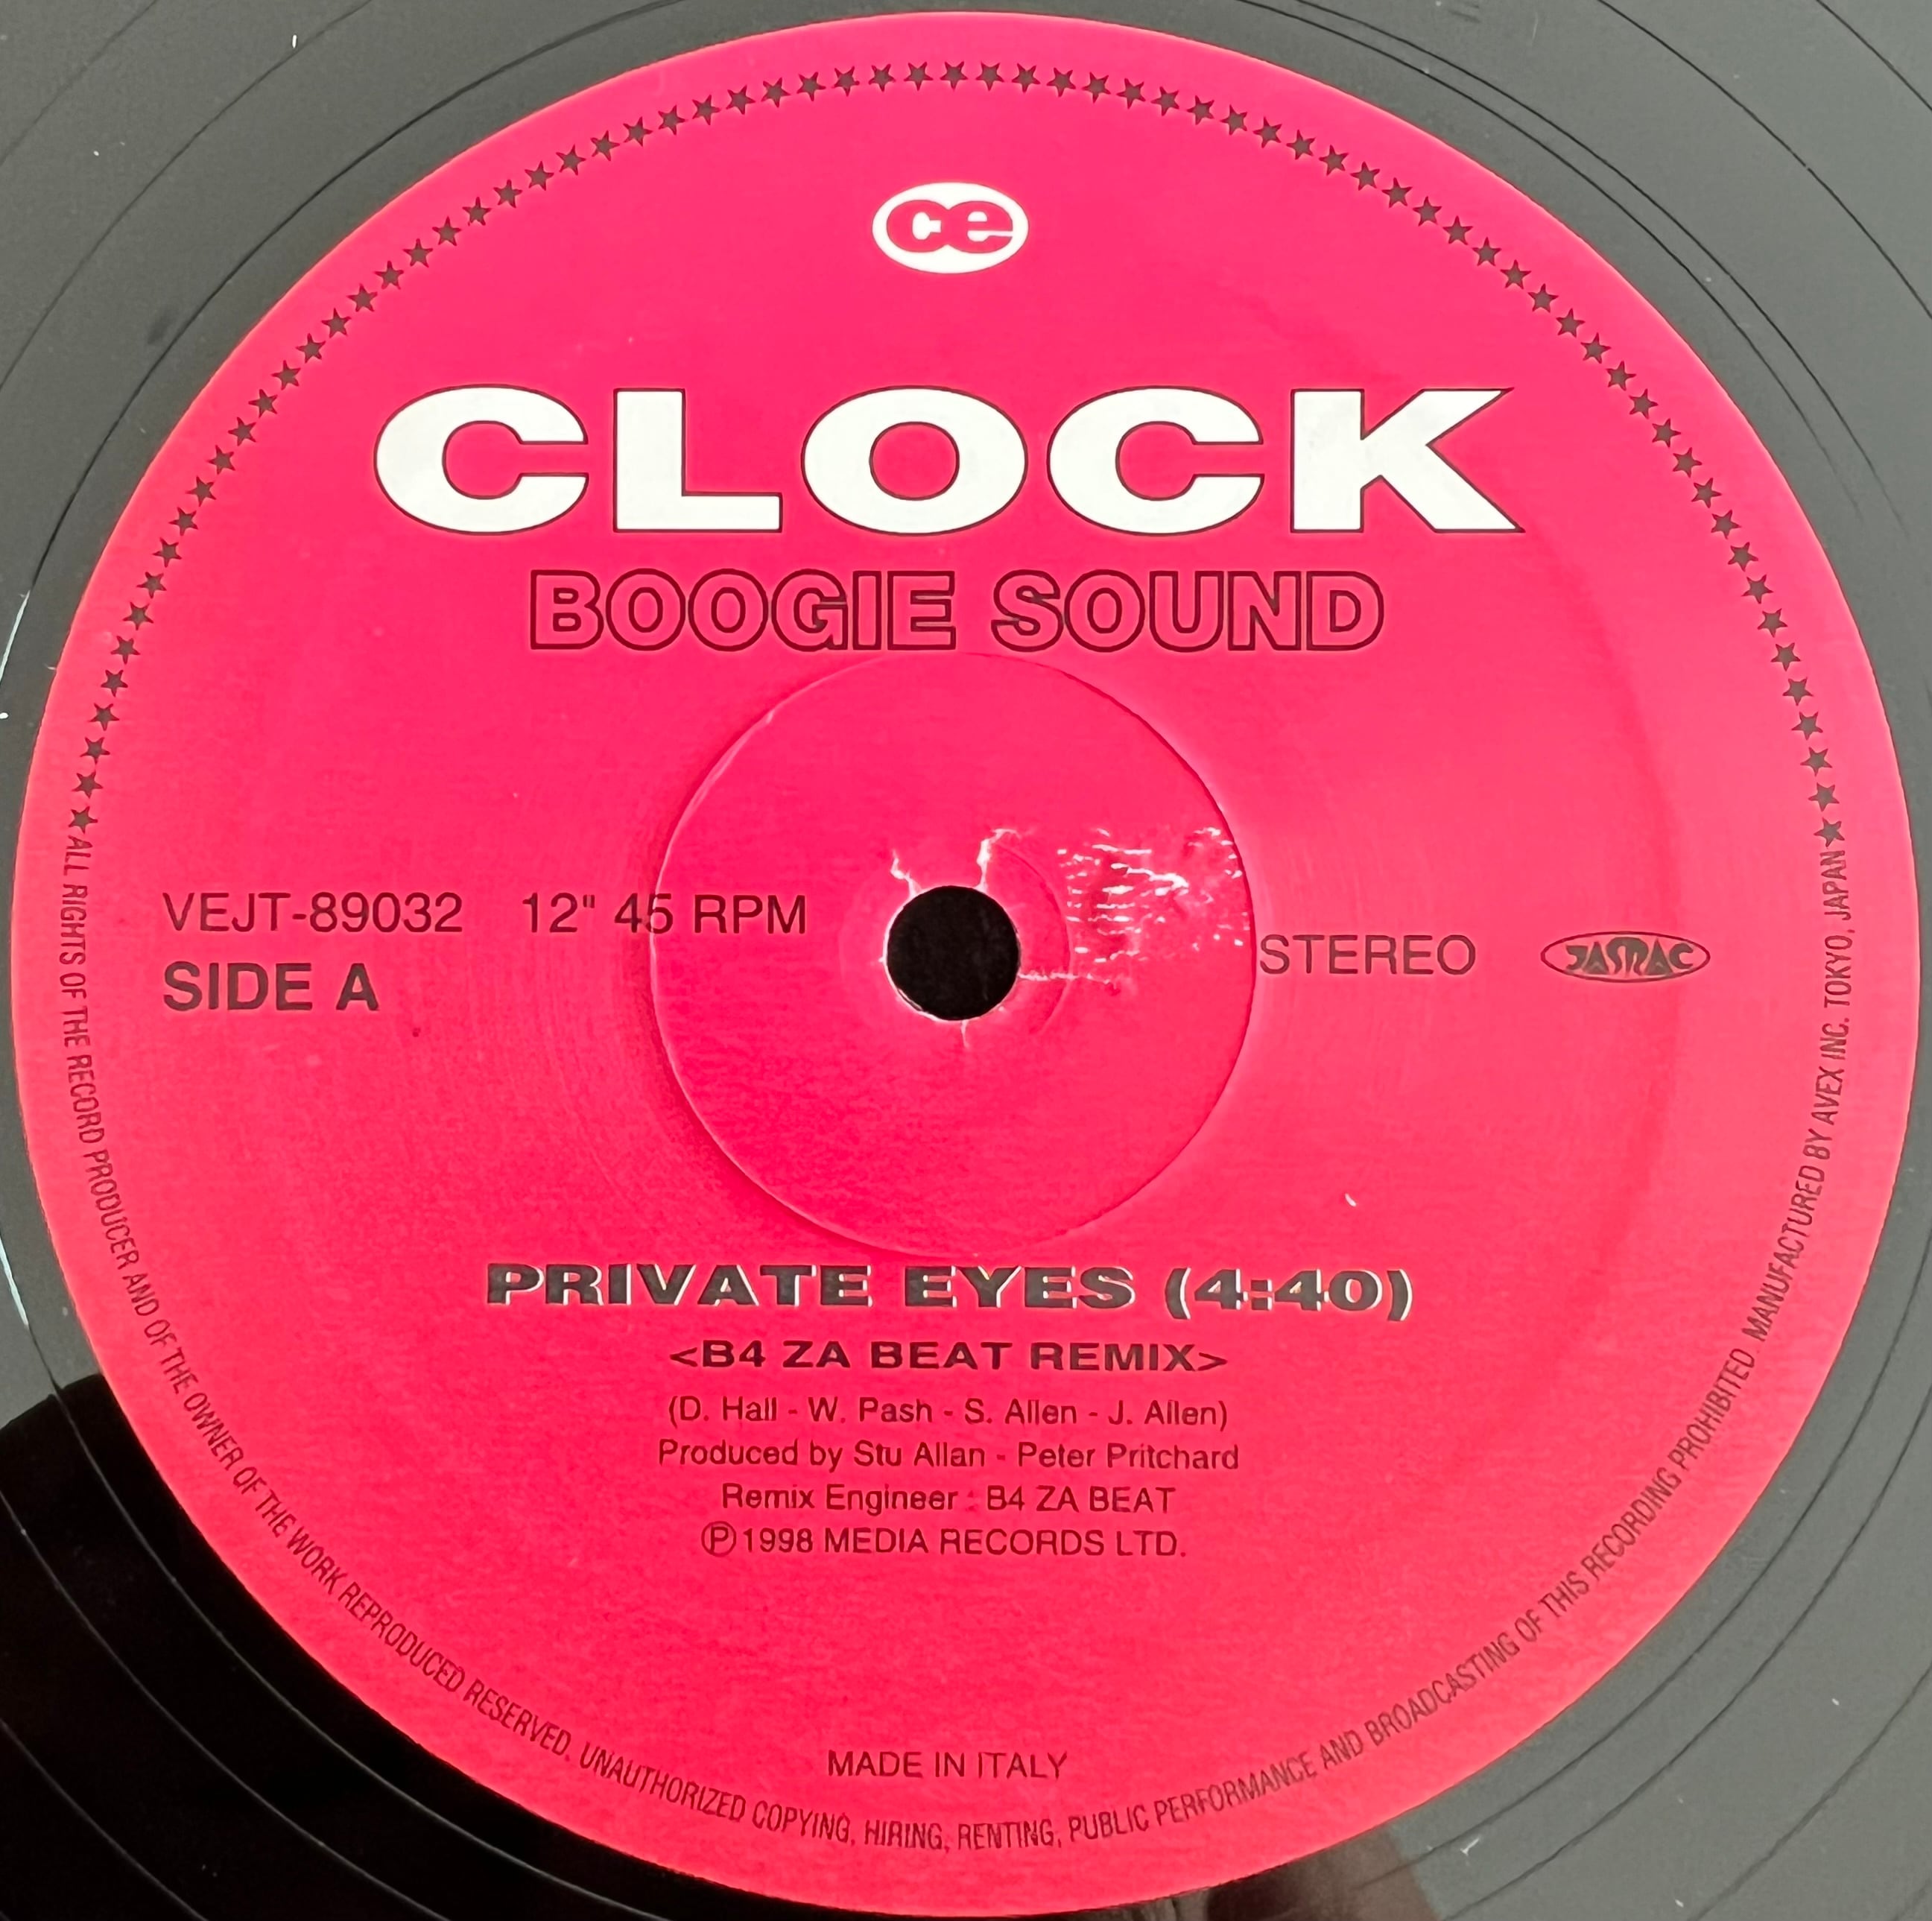 ce
CLOCK
BOOGIE SOUND
VEJT-89032 12" 45 RPM
SIDE A
STEREO
JASRAC
PRIVATE EYES (4:40)
<B4 ZA BEAT REMIX>
(D. Hall - W. Pash - S. Allen - J. Allen)
Produced by Stu Allan - Peter Pritchard
Remix Engineer : B4 ZA BEAT
Ⓟ1998 MEDIA RECORDS LTD.
MADE IN ITALY
★ALL RIGHTS OF THE RECORD PRODUCER AND OF THE OWNER OF THE WORK REPRODUCED RESERVED. UNAUTHORIZED COPYING, HIRING, RENTING, PUBLIC PERFORMANCE AND BROADCASTING OF THIS RECORDING PROHIBITED. MANUFACTURED BY AVEX INC. TOKYO, JAPAN★